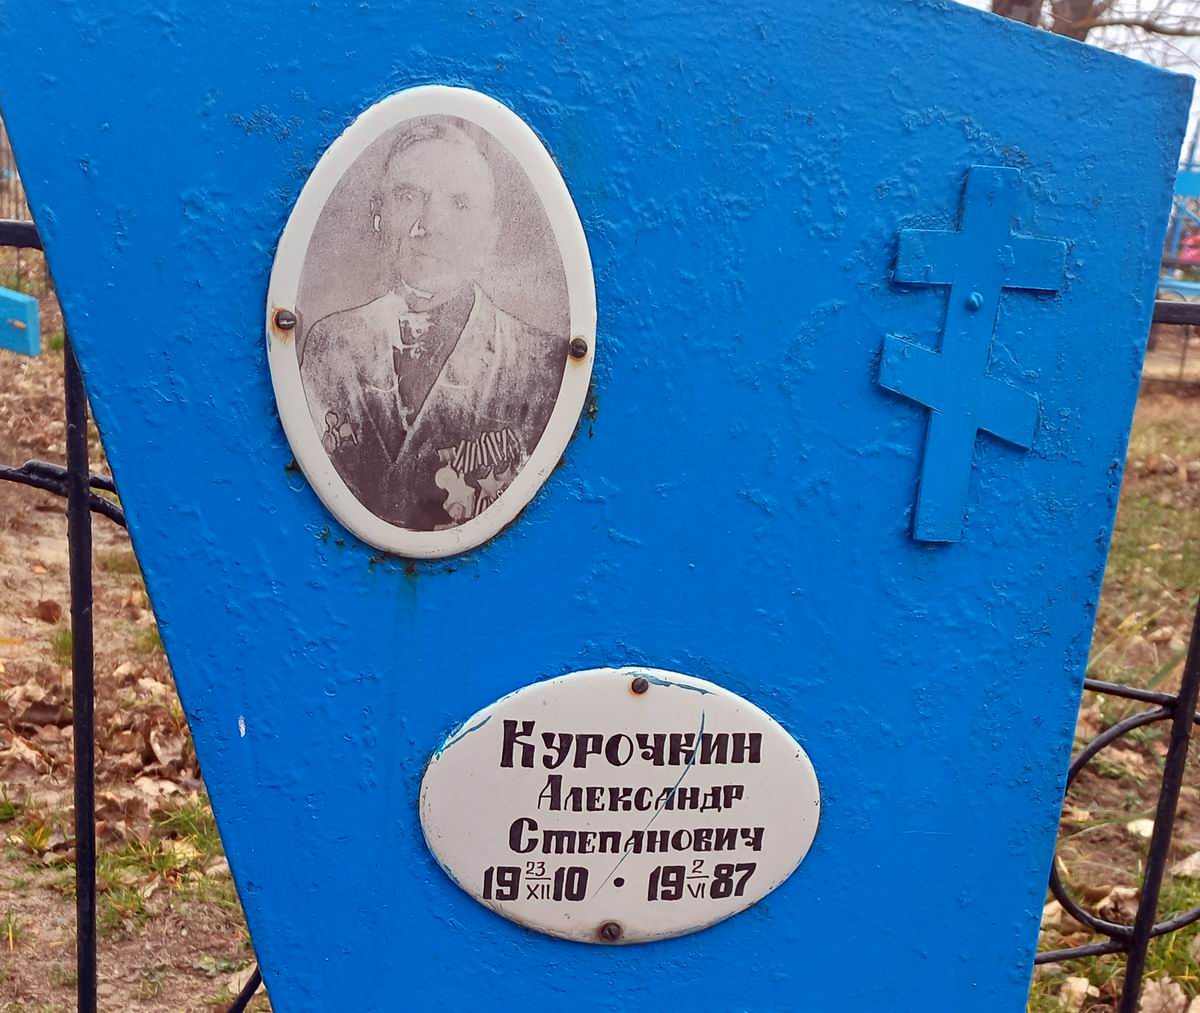 Курочкин
Александр
Степанович
19 23/XII 10 • 19 2/VI 87